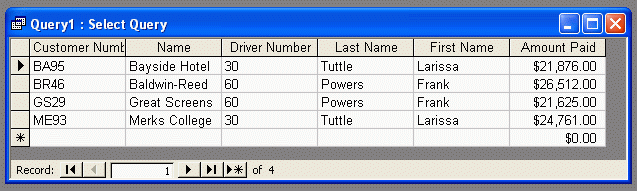 Query1 : Select Query
Customer Numb Name Driver Number Last Name First Name Amount Paid
BA95 Bayside Hotel 30 Tuttle Larissa $21,876.00
BR46 Baldwin-Reed 60 Powers Frank $26,512.00
GS29 Great Screens 60 Powers Frank $21,625.00
ME93 Merks College 30 Tuttle Larissa $24,761.00
$0.00
Record: 1 of 4